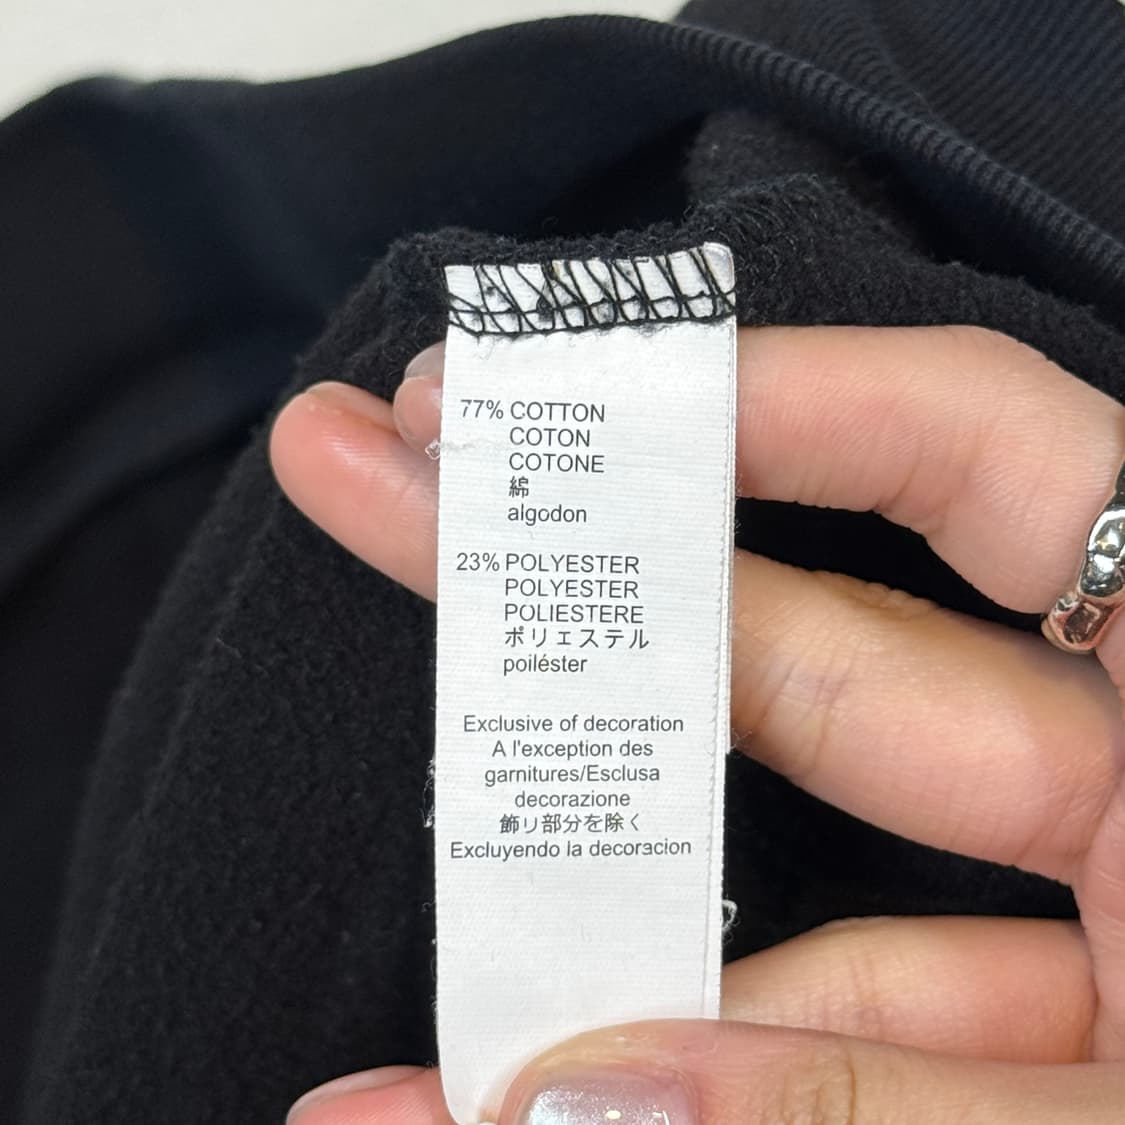 77% COTTON
COTON
COTONE
綿
algodon
23% POLYESTER
POLYESTER
POLIESTERE
ポリエステル
poiléster
Exclusive of decoration
A l'exception des
garnitures/Esclusa
decorazione
飾り部分を除く
Excluyendo la decoracion